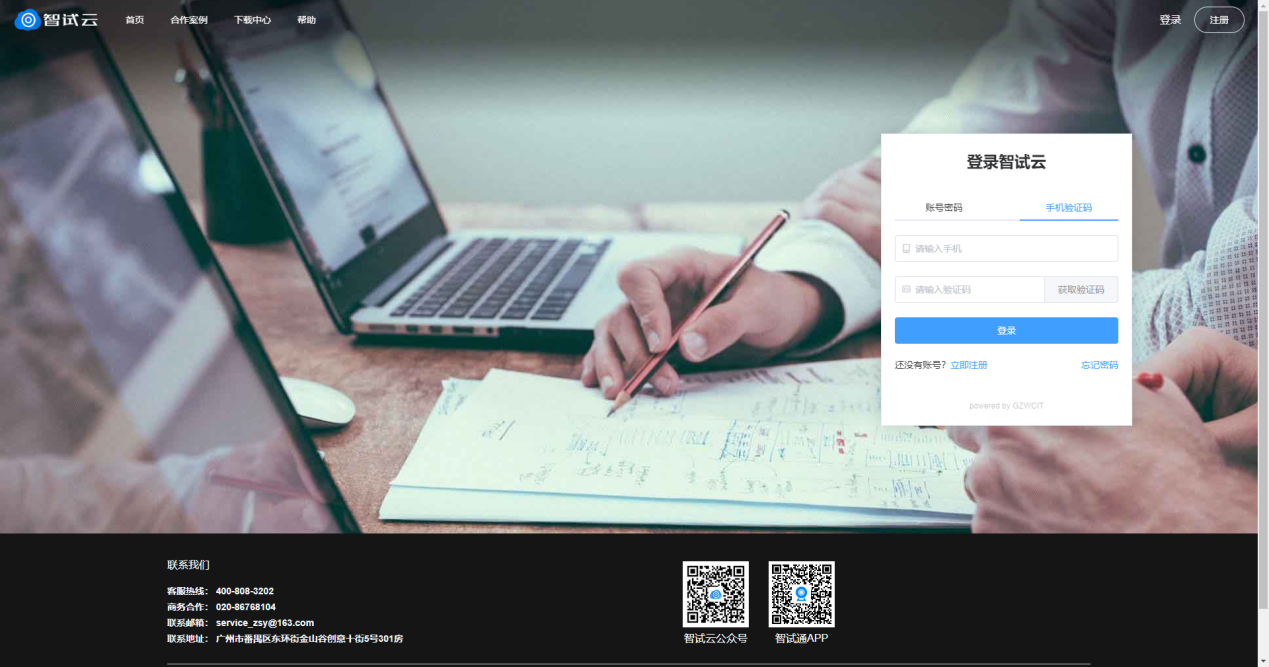 智试云 首页 合作案例 下载中心 帮助 登录 注册
登录智试云
账号密码 手机验证码
请输入手机
请输入验证码 获取验证码
登录
还没有账号? 立即注册 忘记密码
powered by GZWCIT
联系我们
客服热线: 400-808-3202
商务合作: 020-86768104
联系邮箱: service_zsy@163.com
联系地址: 广州市番禺区东环街金山谷创意十街5号301房
智试云公众号 智试通APP